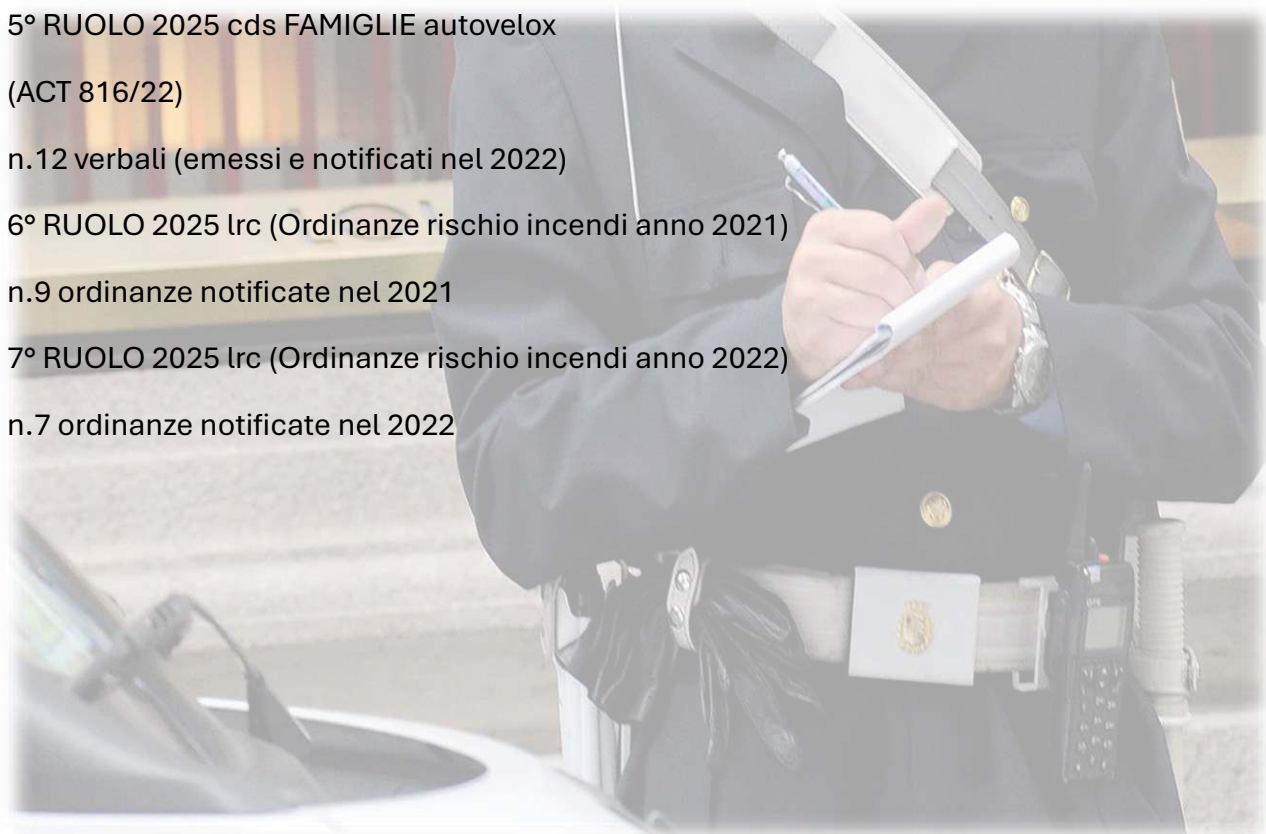 5° RUOLO 2025 cds FAMIGLIE autovelox
(ACT 816/22)
n.12 verbali (emessi e notificati nel 2022)
6° RUOLO 2025 lrc (Ordinanze rischio incendi anno 2021)
n.9 ordinanze notificate nel 2021
7° RUOLO 2025 lrc (Ordinanze rischio incendi anno 2022)
n.7 ordinanze notificate nel 2022